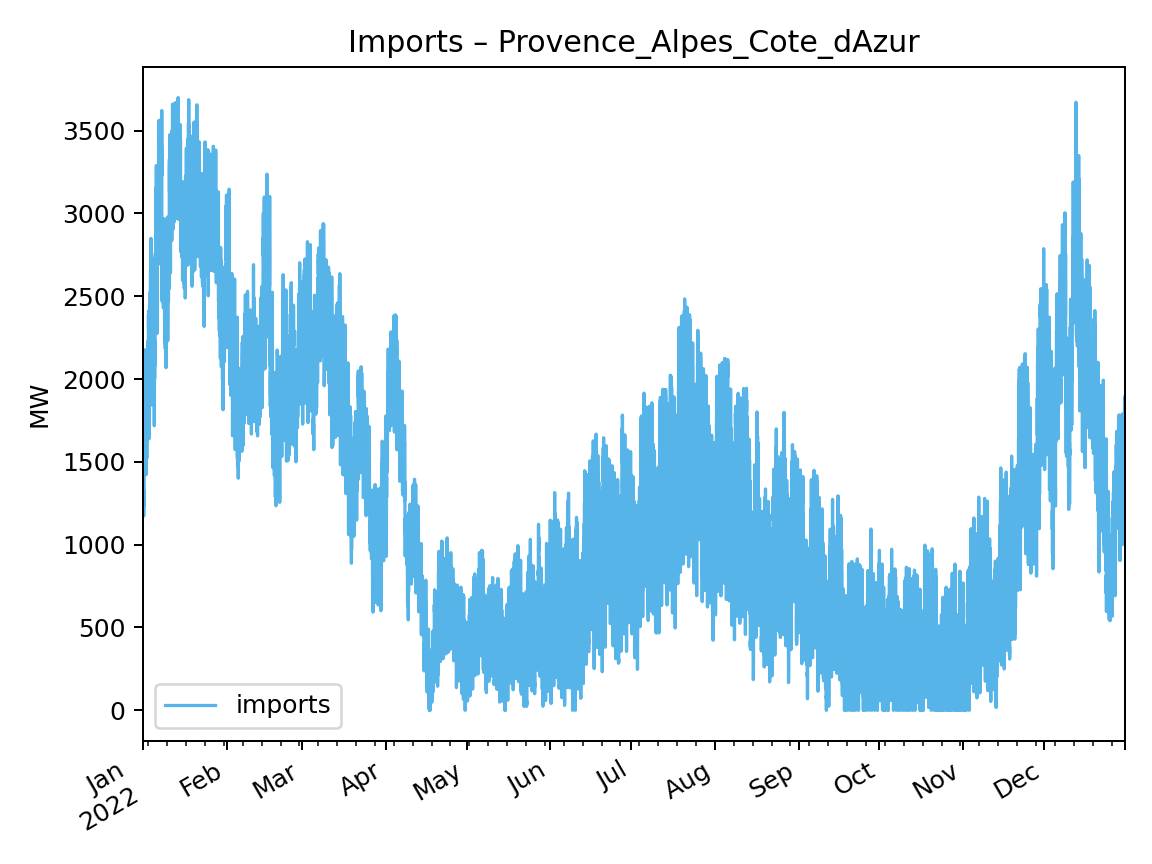 Imports – Provence_Alpes_Cote_dAzur
MW
3500
3000
2500
2000
1500
1000
500
0
imports
Jan
2022
Feb
Mar
Apr
May
Jun
Jul
Aug
Sep
Oct
Nov
Dec